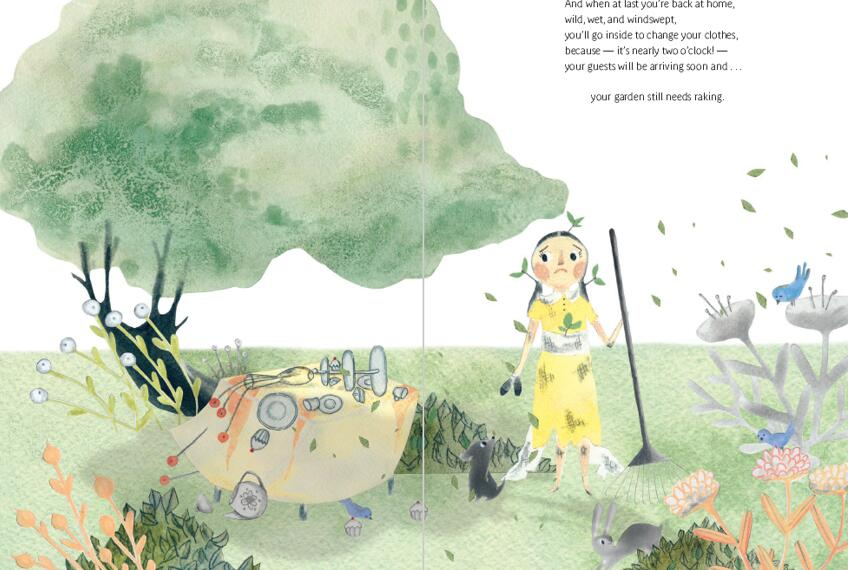 And when at last you're back at home,
wild, wet, and windswept,
you'll go inside to change your clothes,
because — it's nearly two o'clock! —
your guests will be arriving soon and . . .
your garden still needs raking.